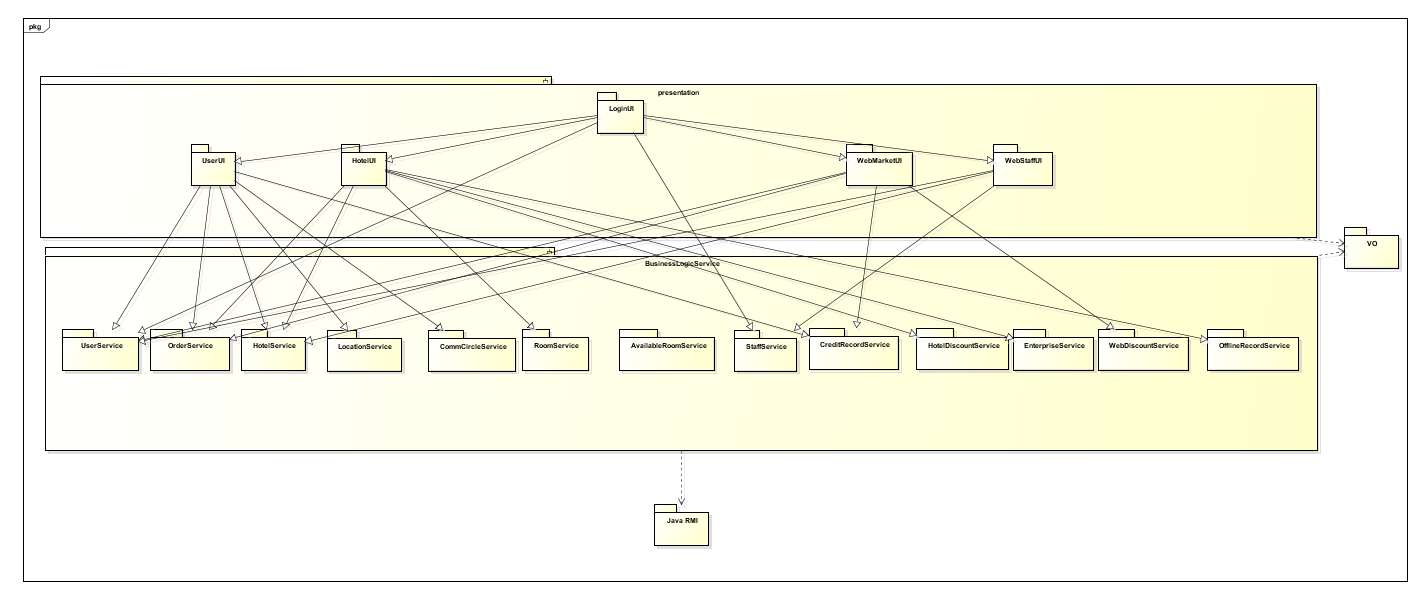 pkg
presentation
LoginUI
UserUI
HotelUI
WebMarketUI
WebStaffUI
VO
BusinessLogicService
UserService
OrderService
HotelService
LocationService
CommCircleService
RoomService
AvailableRoomService
StaffService
CreditRecordService
HotelDiscountService
EnterpriseService
WebDiscountService
OfflineRecordService
Java RMI